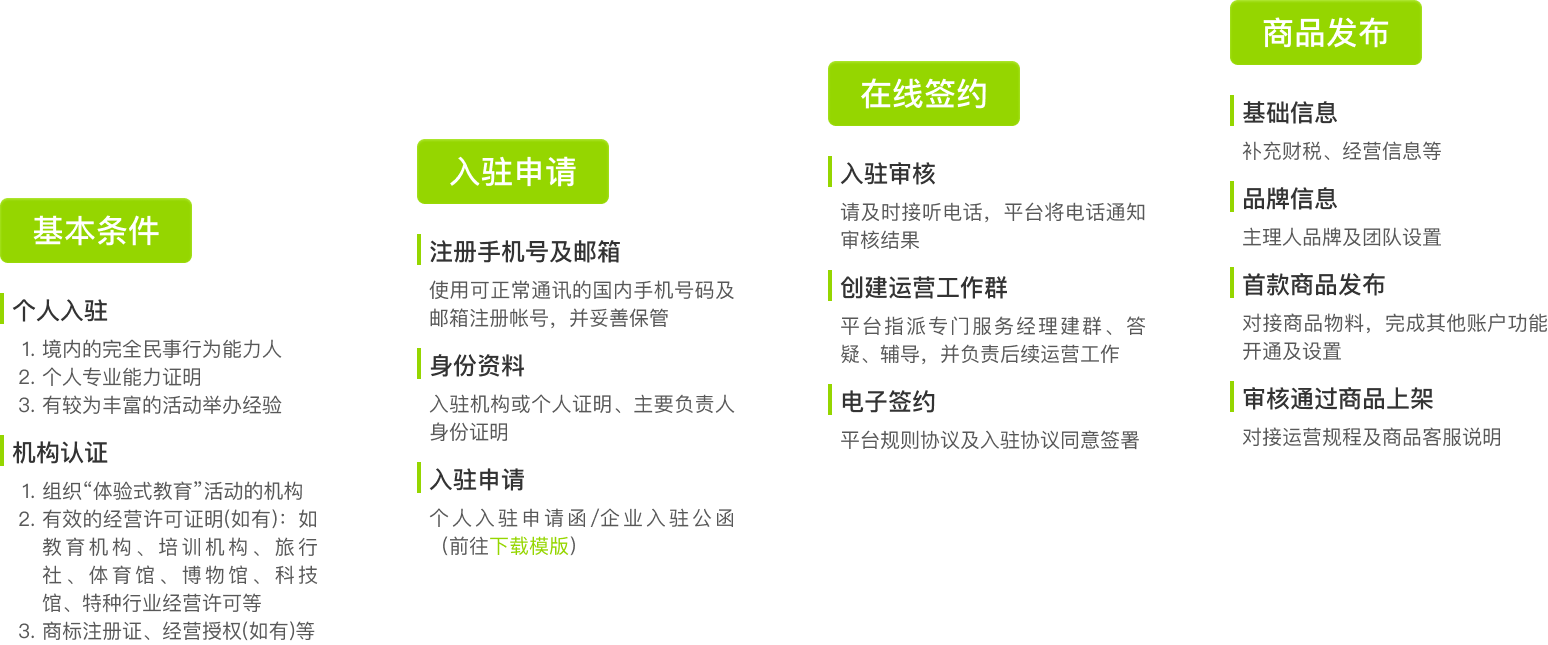 基本条件
个人入驻
1. 境内的完全民事行为能力人
2. 个人专业能力证明
3. 有较为丰富的活动举办经验
机构认证
1. 组织“体验式教育”活动的机构
2. 有效的经营许可证明(如有)：如
教育机构、培训机构、旅行
社、体育馆、博物馆、科技
馆、特种行业经营许可等
3. 商标注册证、经营授权(如有)等
入驻申请
注册手机号及邮箱
使用可正常通讯的国内手机号码及
邮箱注册帐号，并妥善保管
身份资料
入驻机构或个人证明、主要负责人
身份证明
入驻申请
个人入驻申请函/企业入驻公函
（前往下载模版）
在线签约
入驻审核
请及时接听电话，平台将电话通知
审核结果
创建运营工作群
平台指派专门服务经理建群、答
疑、辅导，并负责后续运营工作
电子签约
平台规则协议及入驻协议同意签署
商品发布
基础信息
补充财税、经营信息等
品牌信息
主理人品牌及团队设置
首款商品发布
对接商品物料，完成其他账户功能
开通及设置
审核通过商品上架
对接运营规程及商品客服说明